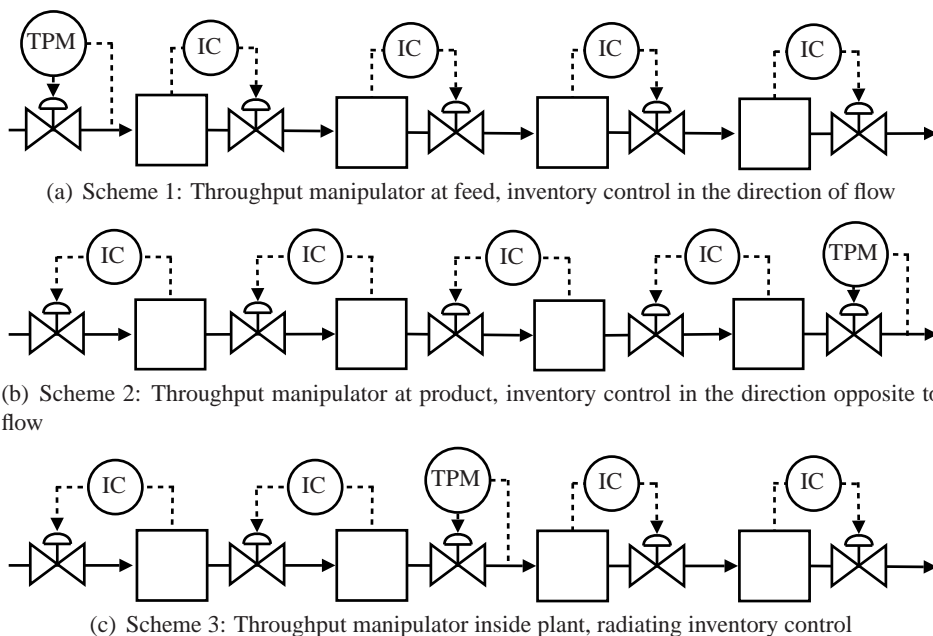 TPM IC IC IC IC
(a) Scheme 1: Throughput manipulator at feed, inventory control in the direction of flow
IC IC IC IC TPM
(b) Scheme 2: Throughput manipulator at product, inventory control in the direction opposite to
flow
IC IC TPM IC IC
(c) Scheme 3: Throughput manipulator inside plant, radiating inventory control